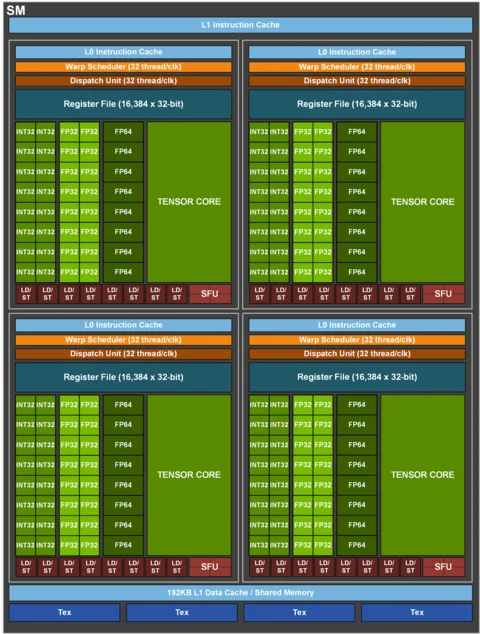 SM
L1 Instruction Cache
L0 Instruction Cache
Warp Scheduler (32 thread/clk)
Dispatch Unit (32 thread/clk)
Register File (16,384 x 32-bit)
INT32 INT32 FP32 FP32 FP64
INT32 INT32 FP32 FP32 FP64
INT32 INT32 FP32 FP32 FP64
INT32 INT32 FP32 FP32 FP64
INT32 INT32 FP32 FP32 FP64
INT32 INT32 FP32 FP32 FP64
INT32 INT32 FP32 FP32 FP64
INT32 INT32 FP32 FP32 FP64
TENSOR CORE
LD/ LD/ LD/ LD/ LD/ LD/ LD/ LD/
ST ST ST ST ST ST ST ST
SFU
L0 Instruction Cache
Warp Scheduler (32 thread/clk)
Dispatch Unit (32 thread/clk)
Register File (16,384 x 32-bit)
INT32 INT32 FP32 FP32 FP64
INT32 INT32 FP32 FP32 FP64
INT32 INT32 FP32 FP32 FP64
INT32 INT32 FP32 FP32 FP64
INT32 INT32 FP32 FP32 FP64
INT32 INT32 FP32 FP32 FP64
INT32 INT32 FP32 FP32 FP64
INT32 INT32 FP32 FP32 FP64
TENSOR CORE
LD/ LD/ LD/ LD/ LD/ LD/ LD/ LD/
ST ST ST ST ST ST ST ST
SFU
L0 Instruction Cache
Warp Scheduler (32 thread/clk)
Dispatch Unit (32 thread/clk)
Register File (16,384 x 32-bit)
INT32 INT32 FP32 FP32 FP64
INT32 INT32 FP32 FP32 FP64
INT32 INT32 FP32 FP32 FP64
INT32 INT32 FP32 FP32 FP64
INT32 INT32 FP32 FP32 FP64
INT32 INT32 FP32 FP32 FP64
INT32 INT32 FP32 FP32 FP64
INT32 INT32 FP32 FP32 FP64
TENSOR CORE
LD/ LD/ LD/ LD/ LD/ LD/ LD/ LD/
ST ST ST ST ST ST ST ST
SFU
L0 Instruction Cache
Warp Scheduler (32 thread/clk)
Dispatch Unit (32 thread/clk)
Register File (16,384 x 32-bit)
INT32 INT32 FP32 FP32 FP64
INT32 INT32 FP32 FP32 FP64
INT32 INT32 FP32 FP32 FP64
INT32 INT32 FP32 FP32 FP64
INT32 INT32 FP32 FP32 FP64
INT32 INT32 FP32 FP32 FP64
INT32 INT32 FP32 FP32 FP64
INT32 INT32 FP32 FP32 FP64
TENSOR CORE
LD/ LD/ LD/ LD/ LD/ LD/ LD/ LD/
ST ST ST ST ST ST ST ST
SFU
192KB L1 Data Cache / Shared Memory
Tex Tex Tex Tex